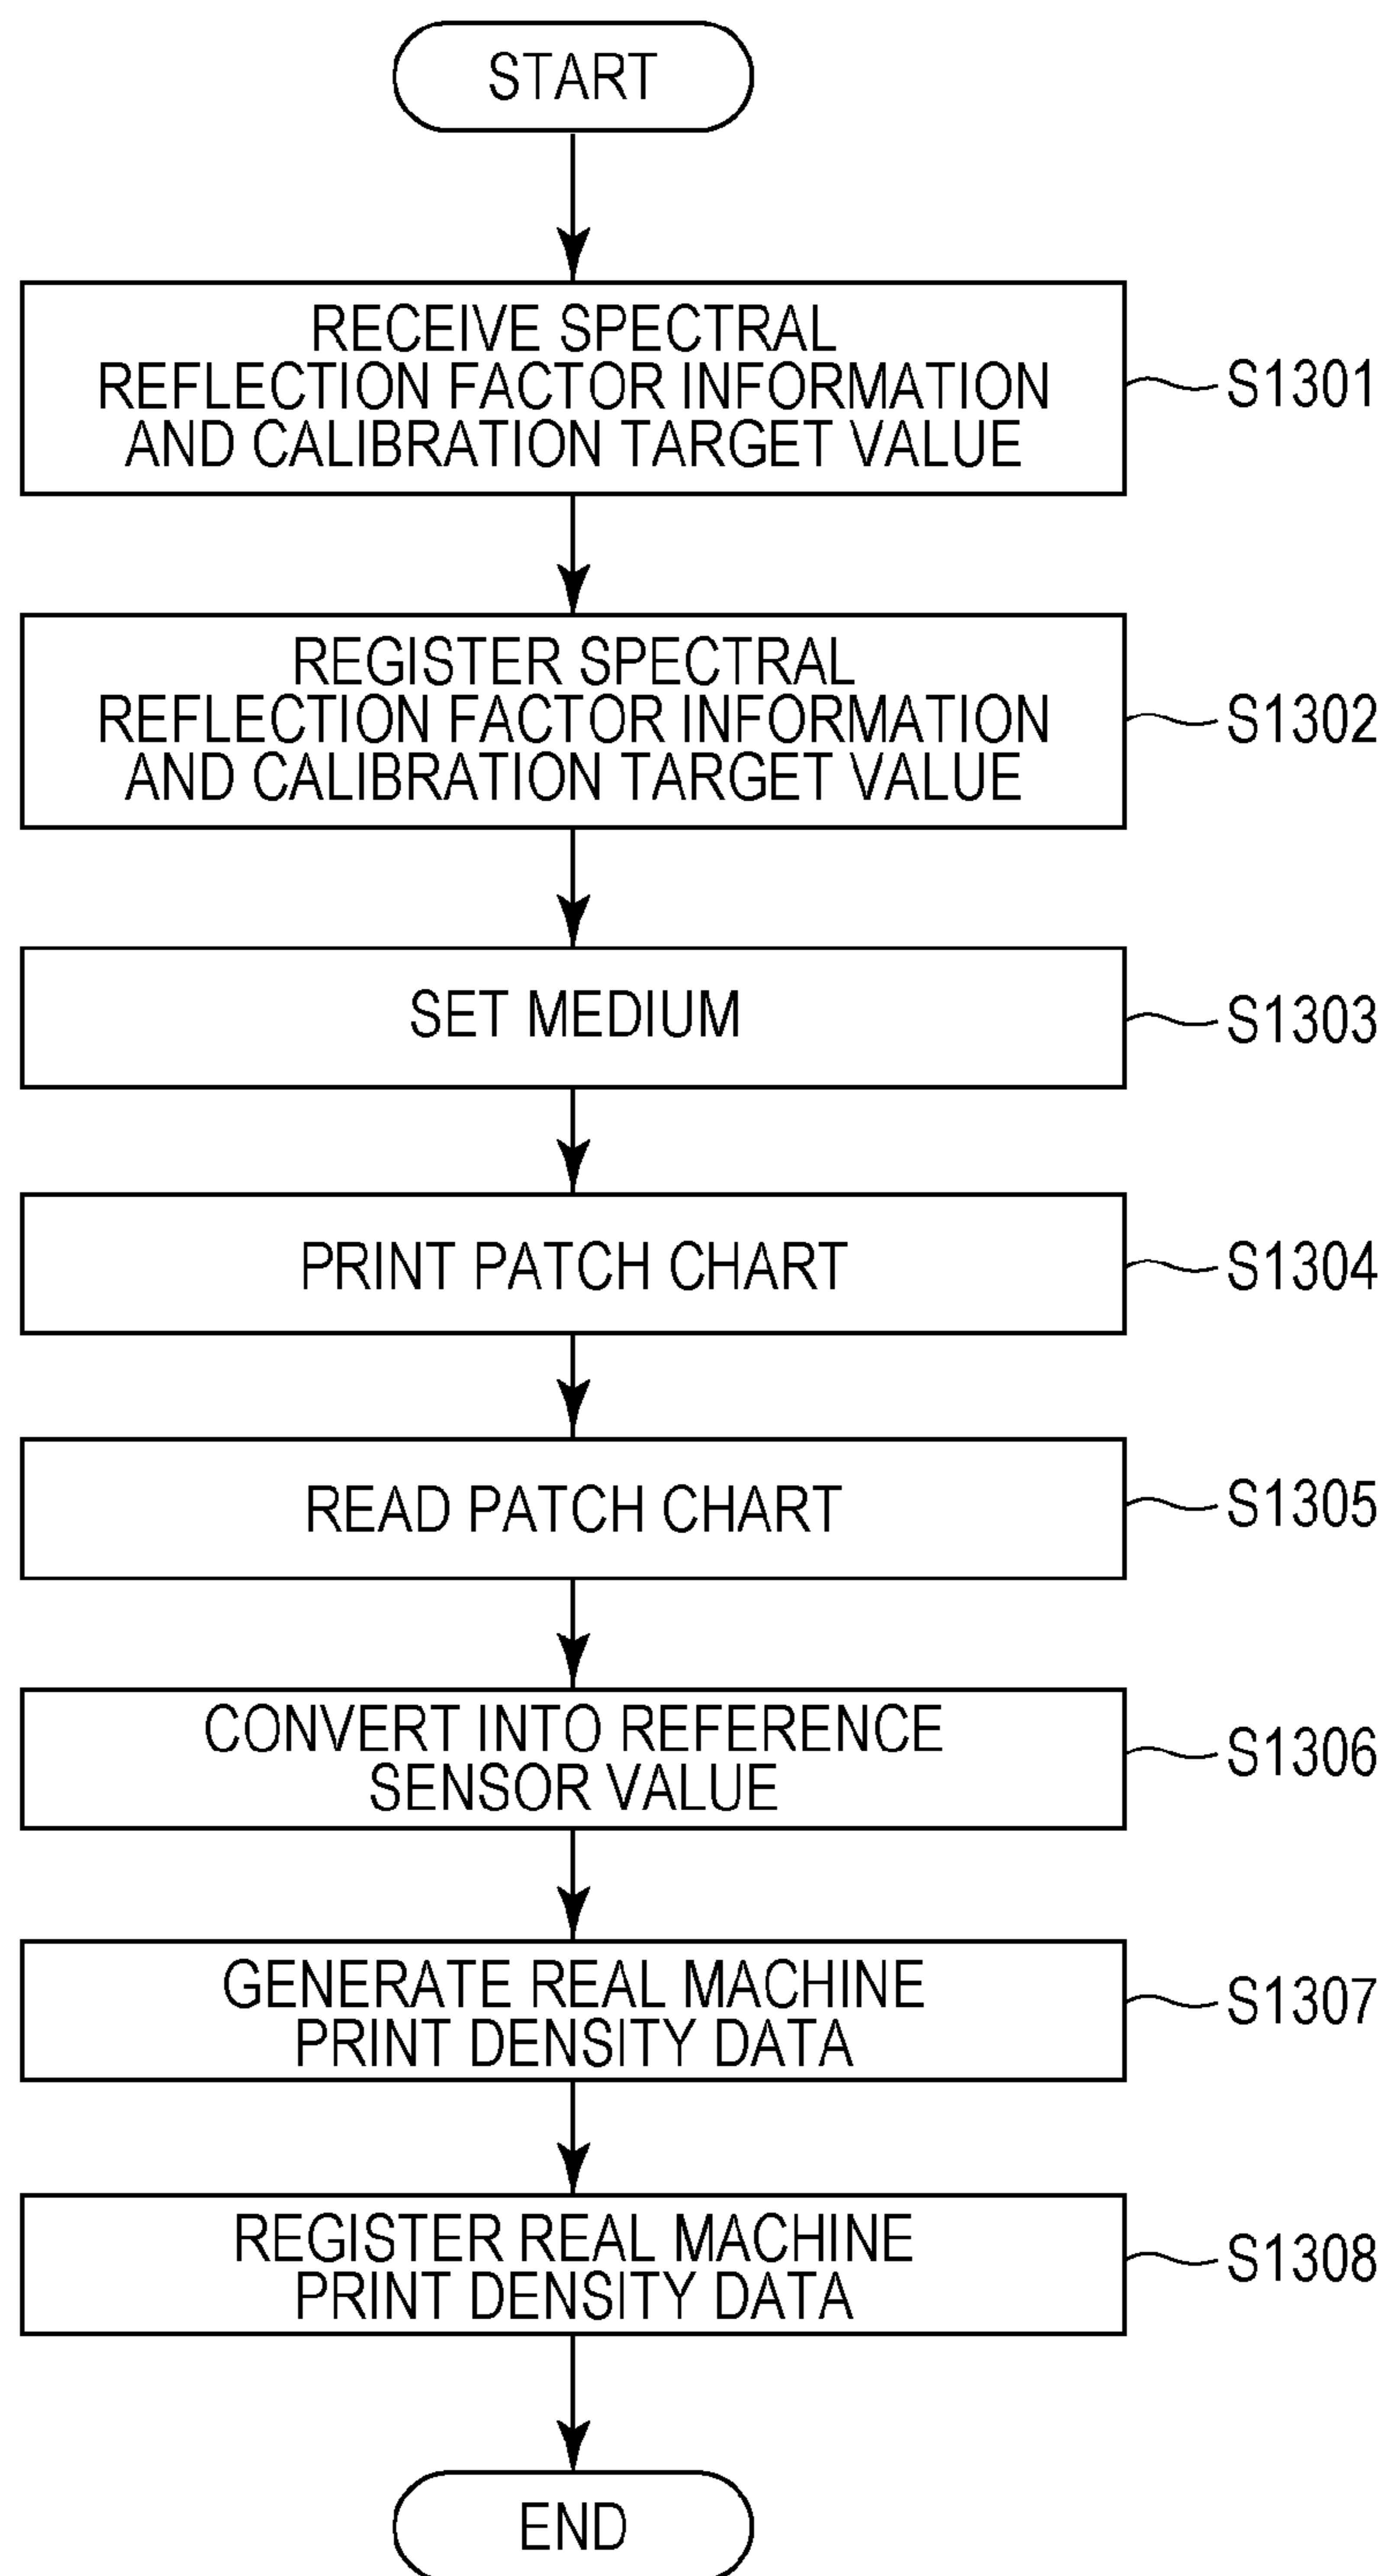 START
RECEIVE SPECTRAL
REFLECTION FACTOR INFORMATION
AND CALIBRATION TARGET VALUE
S1301
REGISTER SPECTRAL
REFLECTION FACTOR INFORMATION
AND CALIBRATION TARGET VALUE
S1302
SET MEDIUM
S1303
PRINT PATCH CHART
S1304
READ PATCH CHART
S1305
CONVERT INTO REFERENCE
SENSOR VALUE
S1306
GENERATE REAL MACHINE
PRINT DENSITY DATA
S1307
REGISTER REAL MACHINE
PRINT DENSITY DATA
S1308
END